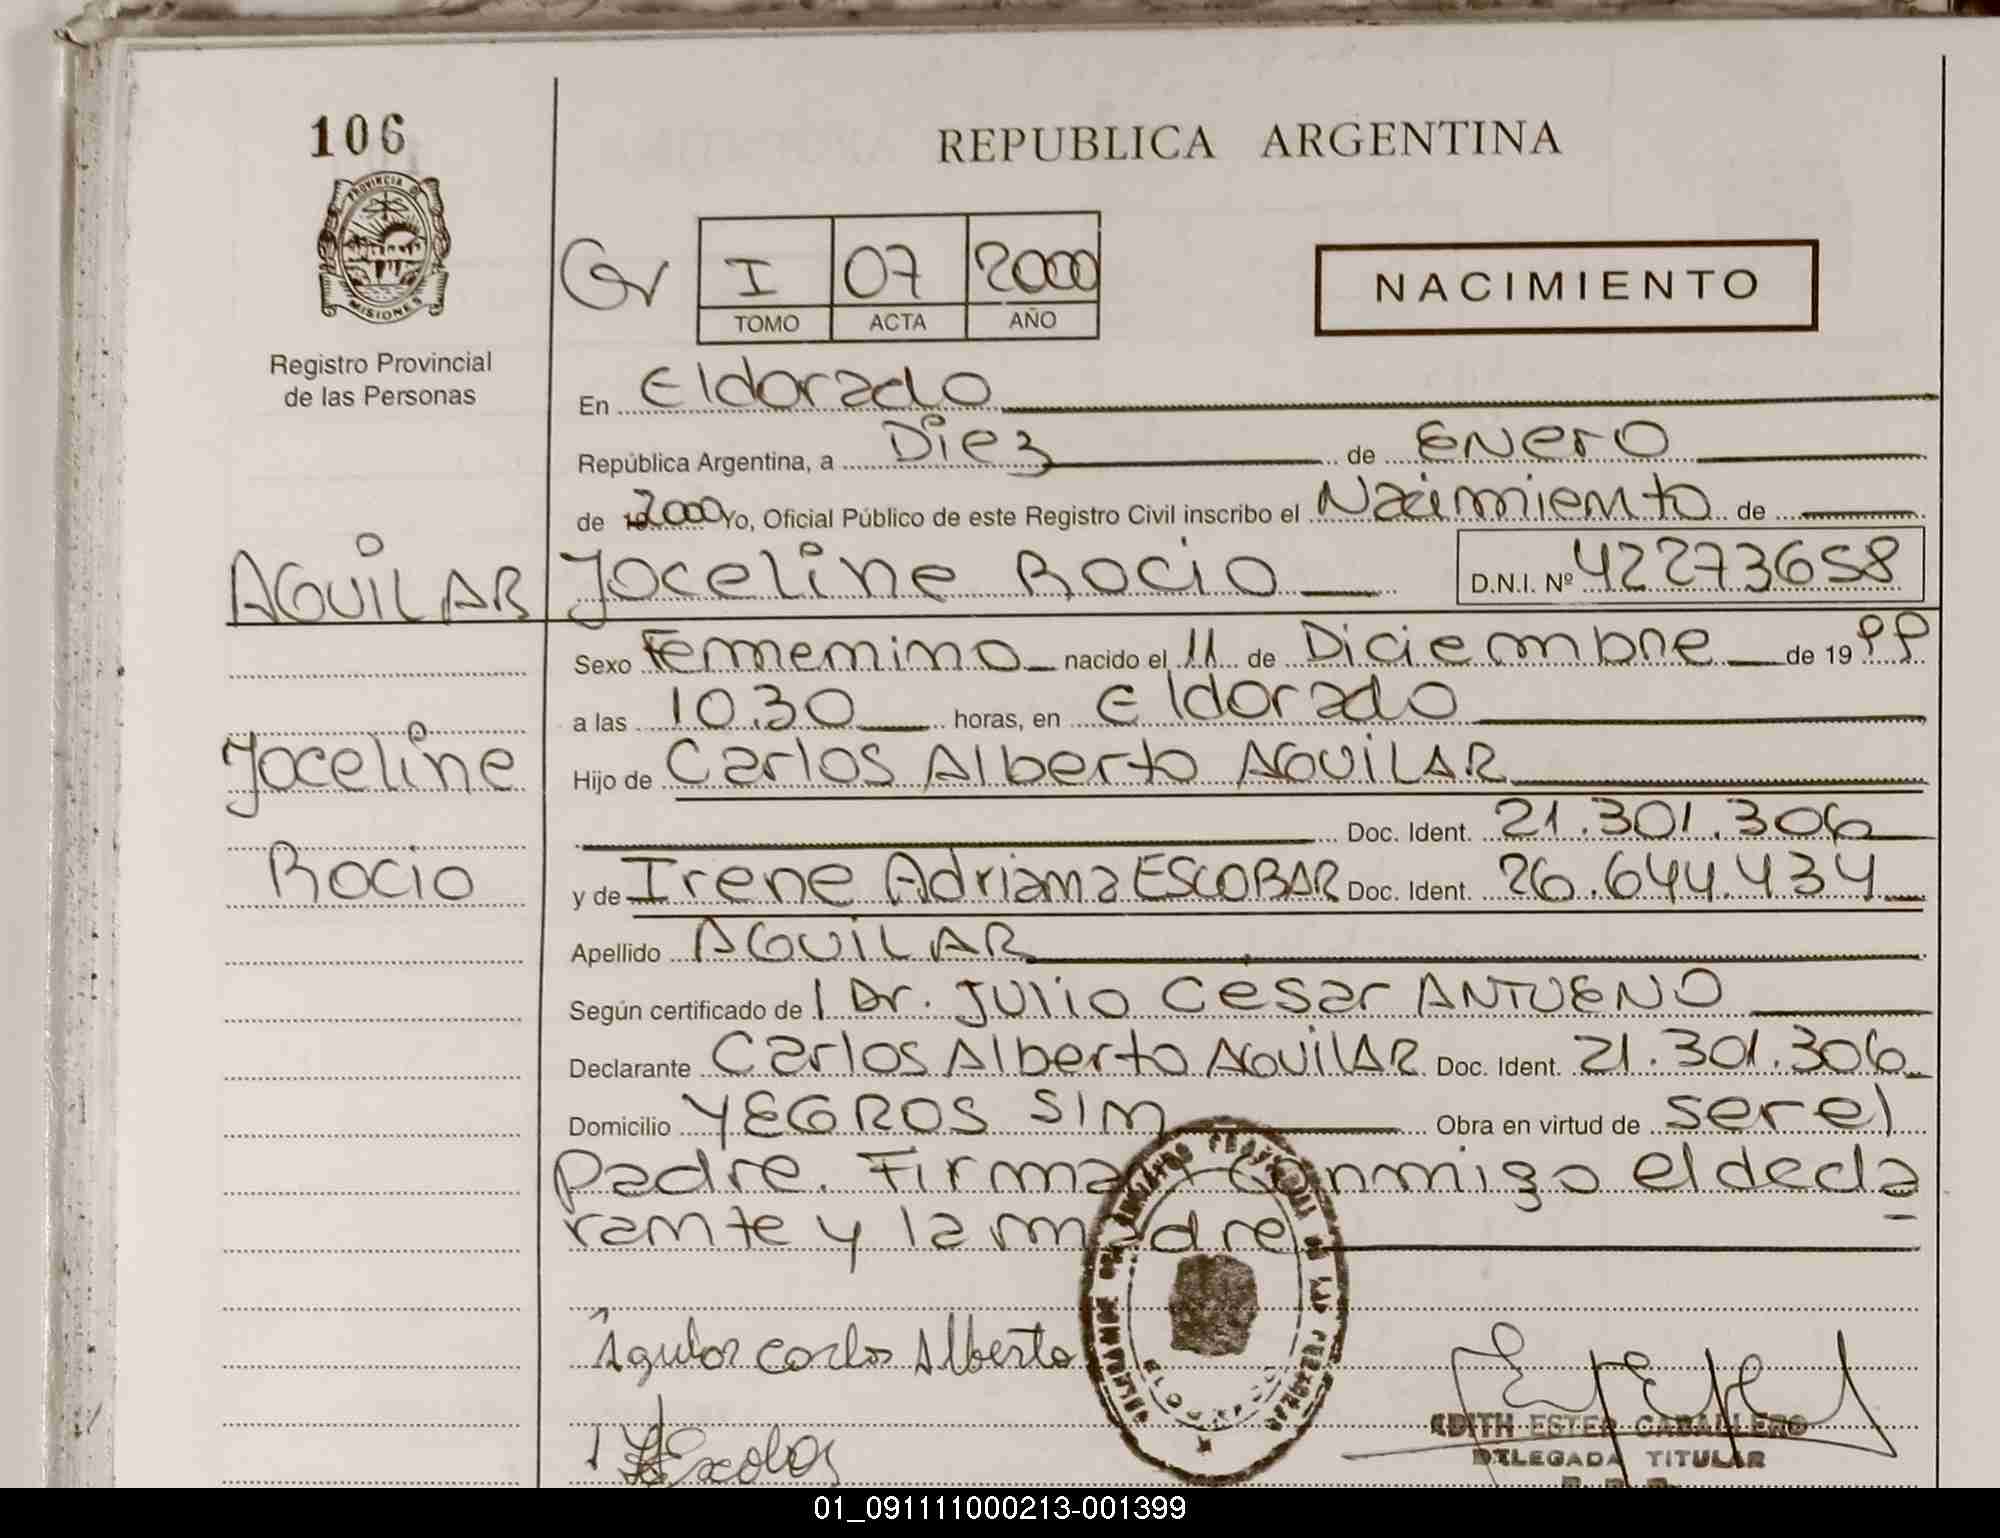 106
REPUBLICA ARGENTINA
PROVINCIA DE
MISIONES
Registro Provincial
de las Personas
I 07 2000
TOMO ACTA AÑO
NACIMIENTO
En Eldorado
República Argentina, a Diez de Enero
de 2000 Yo, Oficial Público de este Registro Civil inscribo el Nacimiento de
AGUILAR Joceline Rocio D.N.I. Nº 42273658
Sexo Femenino nacido el 11 de Diciembre de 1999
a las 10.30 horas, en Eldorado
Joceline
Rocio
Hijo de Carlos Alberto AGUILAR
Doc. Ident. 21.301.306
y de Irene Adriana ESCOBAR Doc. Ident. 26.644.434
Apellido AGUILAR
Según certificado de l Dr. Julio Cesar ANTUENO
Declarante Carlos Alberto AGUILAR Doc. Ident. 21.301.306
Domicilio YEGROS S/N Obra en virtud de ser el
padre. Firman conmigo el decla
rante y la madre
Aguilar Carlos Alberto
EDITH ESTER CABALLERO
DELEGADA TITULAR
01_091111000213-001399